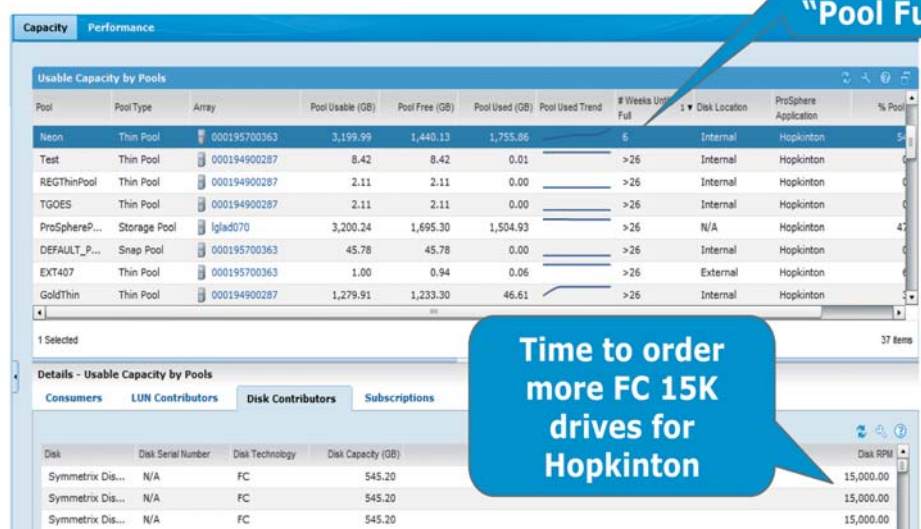 "Pool Fu
Capacity Performance
Usable Capacity by Pools
Pool Pool Type Array Pool Usable (GB) Pool Free (GB) Pool Used (GB) Pool Used Trend # Weeks Until Full 1 Disk Location ProSphere Application % Pool
Neon Thin Pool 000195700363 3,199.99 1,440.13 1,755.86 6 Internal Hopkinton 54
Test Thin Pool 000194900287 8.42 8.42 0.01 >26 Internal Hopkinton
REGThinPool Thin Pool 000194900287 2.11 2.11 0.00 >26 Internal Hopkinton
TGOES Thin Pool 000194900287 2.11 2.11 0.00 >26 Internal Hopkinton
ProSphereP... Storage Pool lglad070 3,200.24 1,695.30 1,504.93 >26 N/A Hopkinton 47
DEFAULT_P... Snap Pool 000195700363 45.78 45.78 0.00 >26 Internal Hopkinton
EXT407 Thin Pool 000195700363 1.00 0.94 0.06 >26 External Hopkinton
GoldThin Thin Pool 000194900287 1,279.91 1,233.30 46.61 >26 Internal Hopkinton
1 Selected 37 items
Time to order
more FC 15K
drives for
Hopkinton
Details - Usable Capacity by Pools
Consumers LUN Contributors Disk Contributors Subscriptions
Disk Disk Serial Number Disk Technology Disk Capacity (GB) Disk RPM
Symmetrix Dis... N/A FC 545.20 15,000.00
Symmetrix Dis... N/A FC 545.20 15,000.00
Symmetrix Dis... N/A FC 545.20 15,000.00